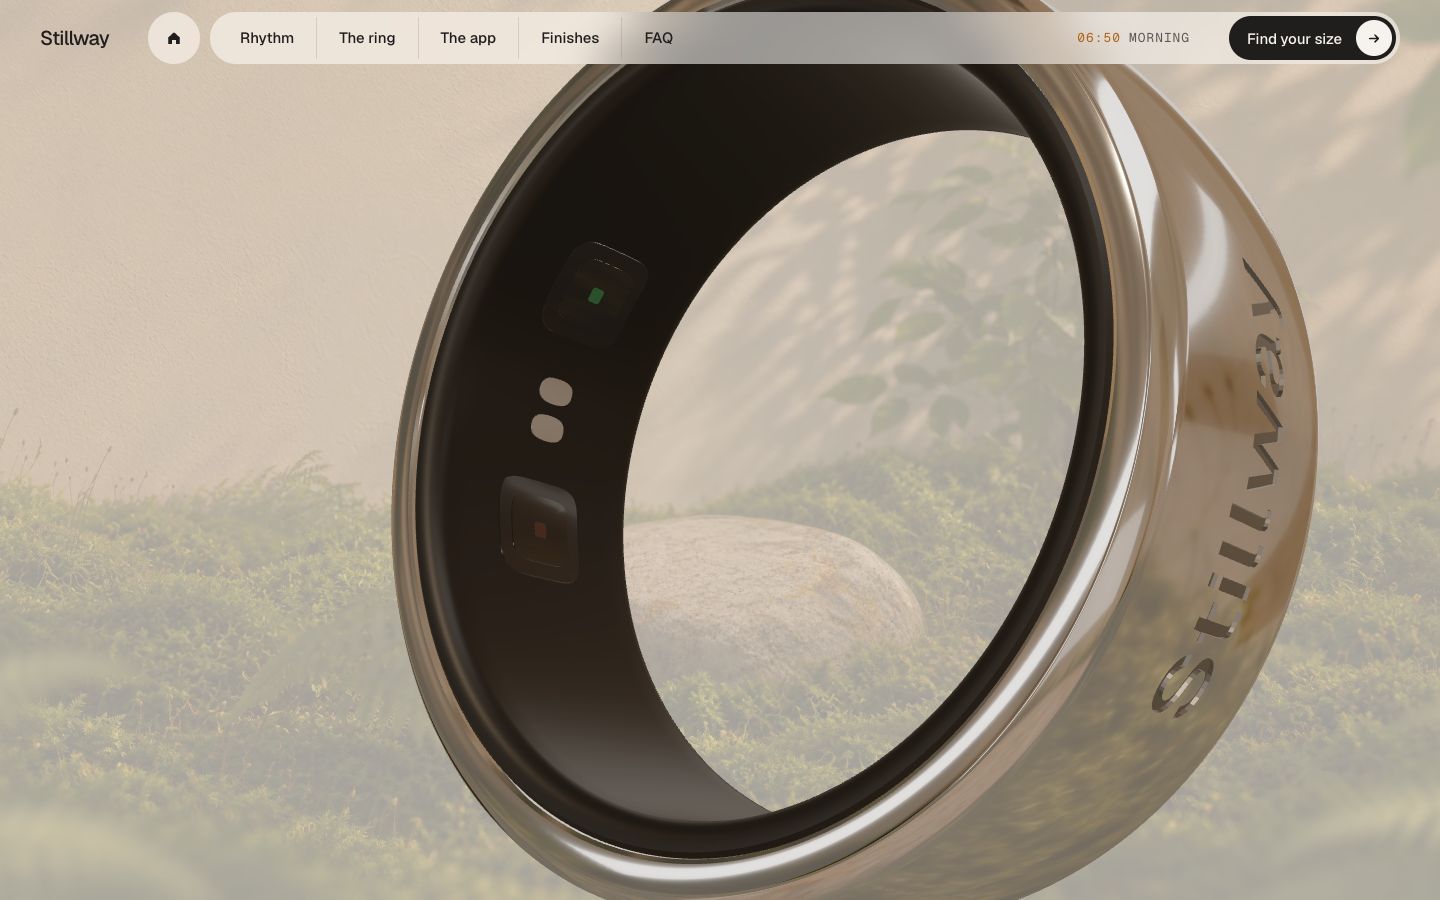 Stillway
Rhythm
The ring
The app
Finishes
FAQ
06:50 MORNING
Find your size
Stillway